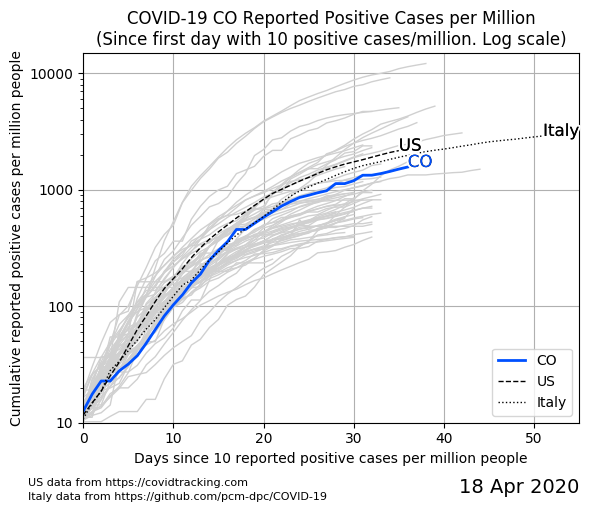 COVID-19 CO Reported Positive Cases per Million
(Since first day with 10 positive cases/million. Log scale)
Cumulative reported positive cases per million people
10000
1000
100
10
US
CO
Italy
CO
US
Italy
0
10
20
30
40
50
Days since 10 reported positive cases per million people
US data from https://covidtracking.com
Italy data from https://github.com/pcm-dpc/COVID-19
18 Apr 2020